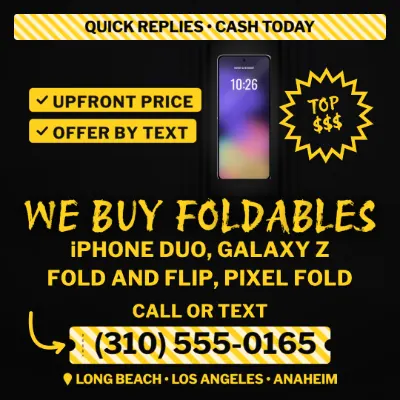 QUICK REPLIES • CASH TODAY
10:26
UPFRONT PRICE
OFFER BY TEXT
TOP
$$$
WE BUY FOLDABLES
iPHONE DUO, GALAXY Z
FOLD AND FLIP, PIXEL FOLD
CALL OR TEXT
(310) 555-0165
LONG BEACH • LOS ANGELES • ANAHEIM